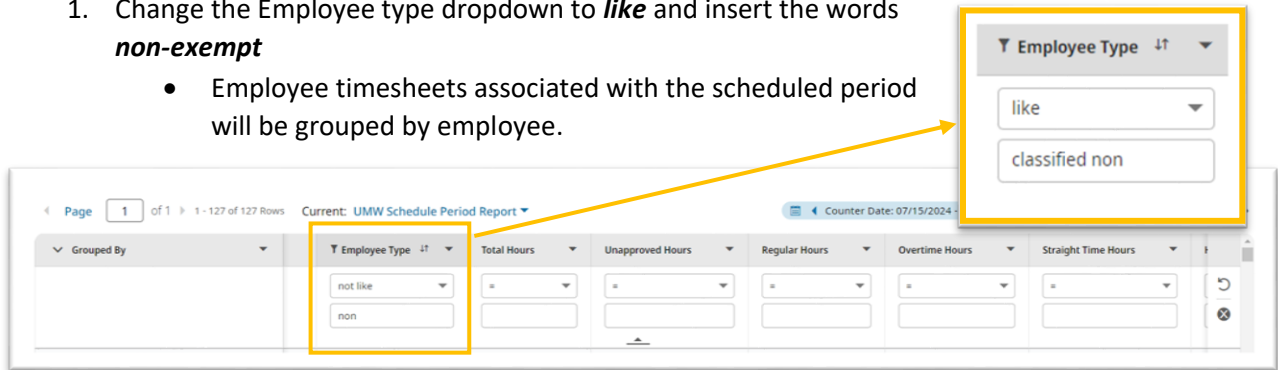 1. Change the Employee type dropdown to like and insert the words
non-exempt
• Employee timesheets associated with the scheduled period
will be grouped by employee.
Employee Type
like
classified non
Page 1 of 1 1 - 127 of 127 Rows Current: UMW Schedule Period Report
Counter Date: 07/15/2024 -
Grouped By Employee Type Total Hours Unapproved Hours Regular Hours Overtime Hours Straight Time Hours
not like = = = = =
non